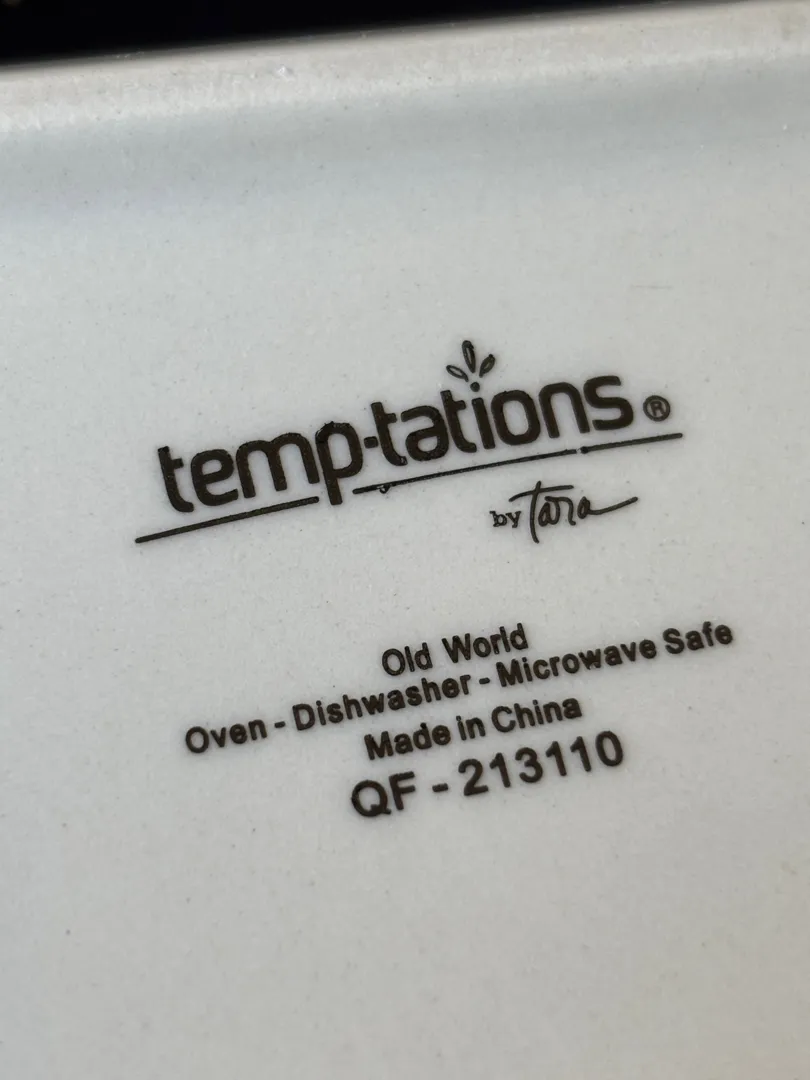 temp-tations®
by Tara
Old World
Oven - Dishwasher - Microwave Safe
Made in China
QF - 213110